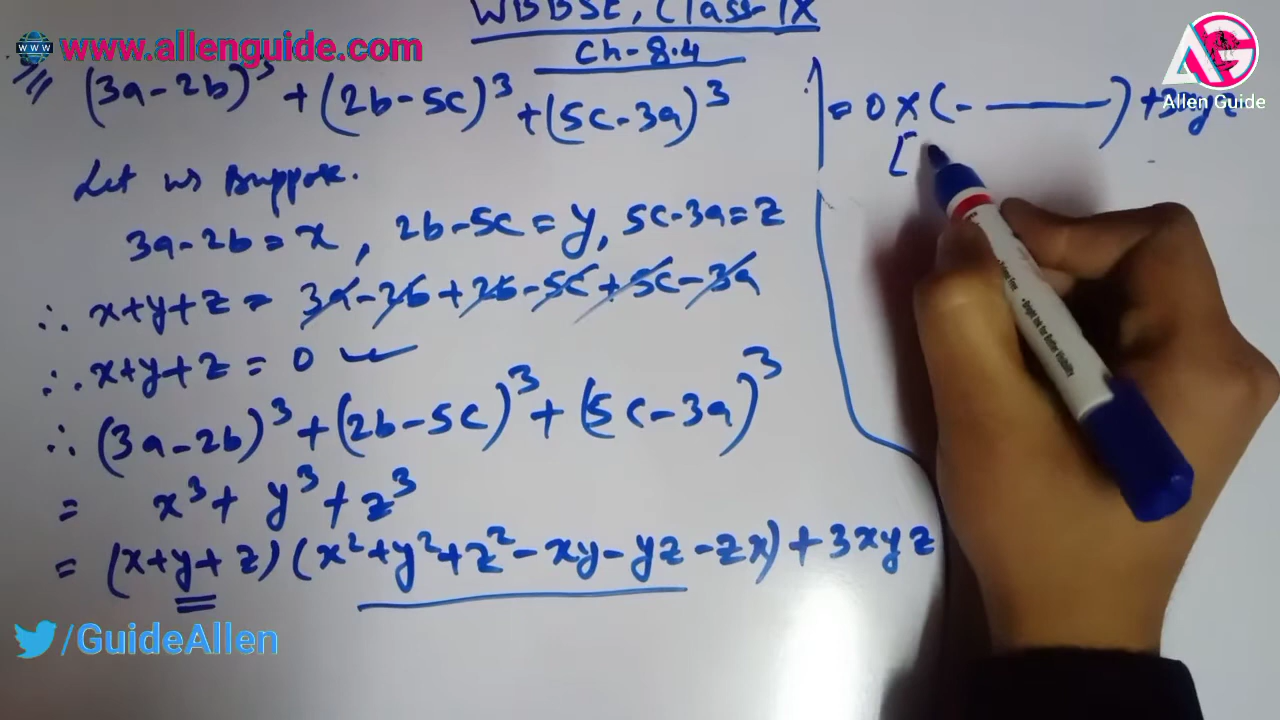 WBBSE, Class-IX
www.allenguide.com
Ch-8.4
Allen Guide
(3a-2b)³ + (2b-5c)³ + (5c-3a)³
Let us suppose.
3a-2b = x, 2b-5c = y, 5c-3a = z
∴ x+y+z = 3a-2b+2b-5c+5c-3a
∴ x+y+z = 0 ✓
∴ (3a-2b)³ + (2b-5c)³ + (5c-3a)³
= x³ + y³ + z³
= (x+y+z) (x²+y²+z²-xy-yz-zx) + 3xyz
= 0 × (- ———) + 3xyz
[
/GuideAllen